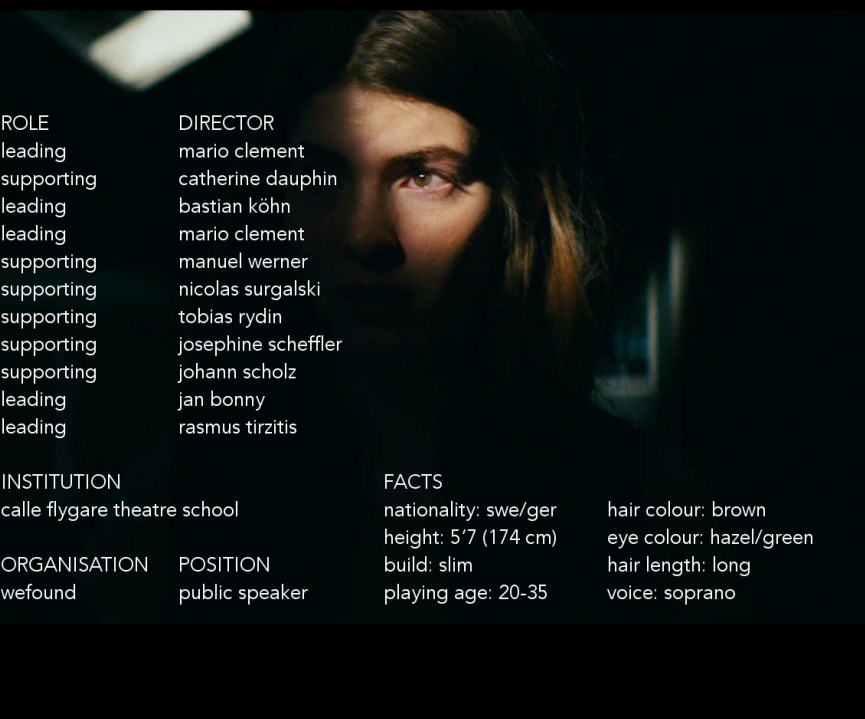 ROLE DIRECTOR
leading mario clement
supporting catherine dauphin
leading bastian köhn
leading mario clement
supporting manuel werner
supporting nicolas surgalski
supporting tobias rydin
supporting josephine scheffler
supporting johann scholz
leading jan bonny
leading rasmus tirzitis
INSTITUTION
calle flygare theatre school
ORGANISATION POSITION
wefound public speaker
FACTS
nationality: swe/ger hair colour: brown
height: 5‘7 (174 cm) eye colour: hazel/green
build: slim hair length: long
playing age: 20-35 voice: soprano